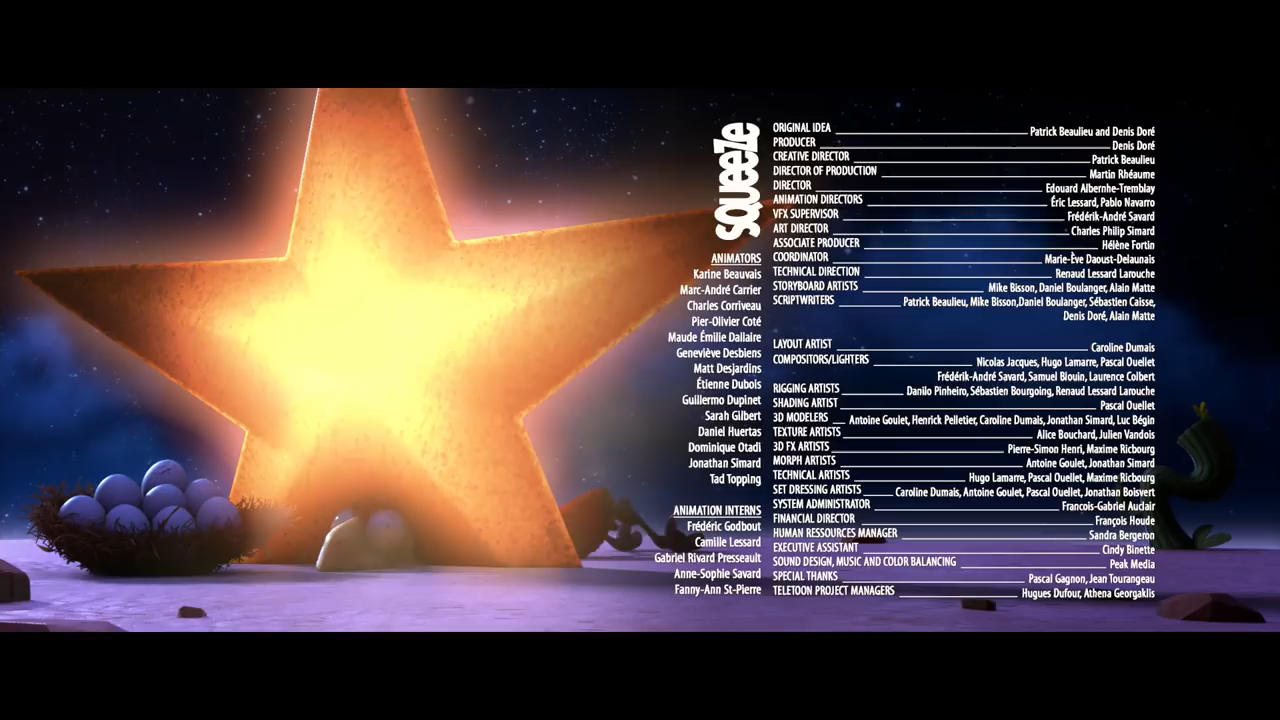 squeeze
ORIGINAL IDEA Patrick Beaulieu and Denis Doré
PRODUCER Denis Doré
CREATIVE DIRECTOR Patrick Beaulieu
DIRECTOR OF PRODUCTION Martin Rhéaume
DIRECTOR Edouard Albernhe-Tremblay
ANIMATION DIRECTORS Éric Lessard, Pablo Navarro
VFX SUPERVISOR Frédérik-André Savard
ART DIRECTOR Charles Philip Simard
ASSOCIATE PRODUCER Hélène Fortin
COORDINATOR Marie-Ève Daoust-Delaunais
TECHNICAL DIRECTION Renaud Lessard Larouche
STORYBOARD ARTISTS Mike Bisson, Daniel Boulanger, Alain Matte
SCRIPTWRITERS Patrick Beaulieu, Mike Bisson,Daniel Boulanger, Sébastien Caisse,
Denis Doré, Alain Matte
LAYOUT ARTIST Caroline Dumais
COMPOSITORS/LIGHTERS Nicolas Jacques, Hugo Lamarre, Pascal Ouellet
Frédérik-André Savard, Samuel Blouin, Laurence Colbert
RIGGING ARTISTS Danilo Pinheiro, Sébastien Bourgoing, Renaud Lessard Larouche
SHADING ARTIST Pascal Ouellet
3D MODELERS Antoine Goulet, Henrick Pelletier, Caroline Dumais, Jonathan Simard, Luc Bégin
TEXTURE ARTISTS Alice Bouchard, Julien Vandois
3D FX ARTISTS Pierre-Simon Henri, Maxime Ricbourg
MORPH ARTISTS Antoine Goulet, Jonathan Simard
TECHNICAL ARTISTS Hugo Lamarre, Pascal Ouellet, Maxime Ricbourg
SET DRESSING ARTISTS Caroline Dumais, Antoine Goulet, Pascal Ouellet, Jonathan Boisvert
SYSTEM ADMINISTRATOR Francois-Gabriel Auclair
FINANCIAL DIRECTOR François Houde
HUMAN RESSOURCES MANAGER Sandra Bergeron
EXECUTIVE ASSISTANT Cindy Binette
SOUND DESIGN, MUSIC AND COLOR BALANCING Peak Media
SPECIAL THANKS Pascal Gagnon, Jean Tourangeau
TELETOON PROJECT MANAGERS Hugues Dufour, Athena Georgaklis
ANIMATORS
Karine Beauvais
Marc-André Carrier
Charles Corriveau
Pier-Olivier Coté
Maude Émilie Dallaire
Geneviève Desbiens
Matt Desjardins
Étienne Dubois
Guillermo Dupinet
Sarah Gilbert
Daniel Huertas
Dominique Otadi
Jonathan Simard
Tad Topping
ANIMATION INTERNS
Frédéric Godbout
Camille Lessard
Gabriel Rivard Presseault
Anne-Sophie Savard
Fanny-Ann St-Pierre